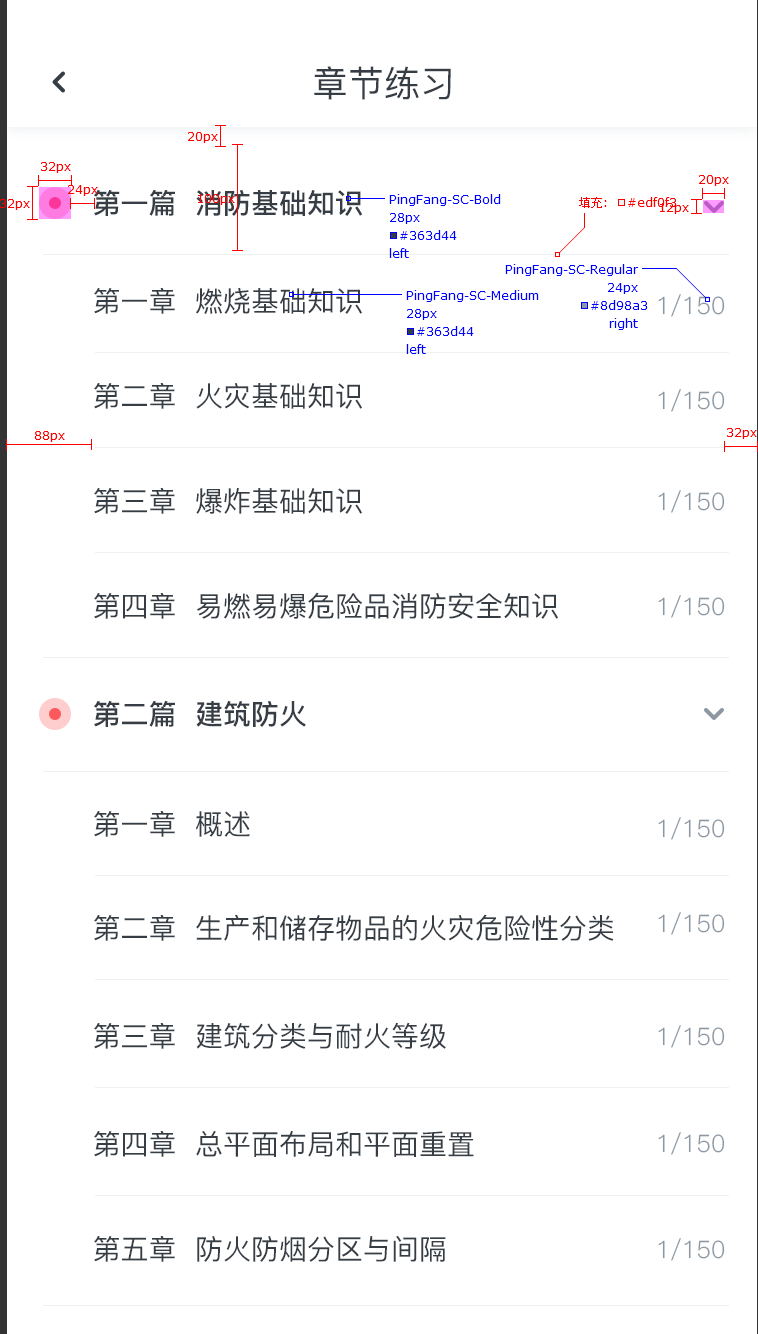 章节练习
20px
32px
24px
32px
第一篇 消防基础知识
PingFang-SC-Bold
28px
#363d44
left
填充: #edf0f3
20px
12px
PingFang-SC-Regular
24px
#8d98a3
right
第一章 燃烧基础知识
PingFang-SC-Medium
28px
#363d44
left
1/150
第二章 火灾基础知识 1/150
88px
32px
第三章 爆炸基础知识 1/150
第四章 易燃易爆危险品消防安全知识 1/150
第二篇 建筑防火
第一章 概述 1/150
第二章 生产和储存物品的火灾危险性分类 1/150
第三章 建筑分类与耐火等级 1/150
第四章 总平面布局和平面重置 1/150
第五章 防火防烟分区与间隔 1/150